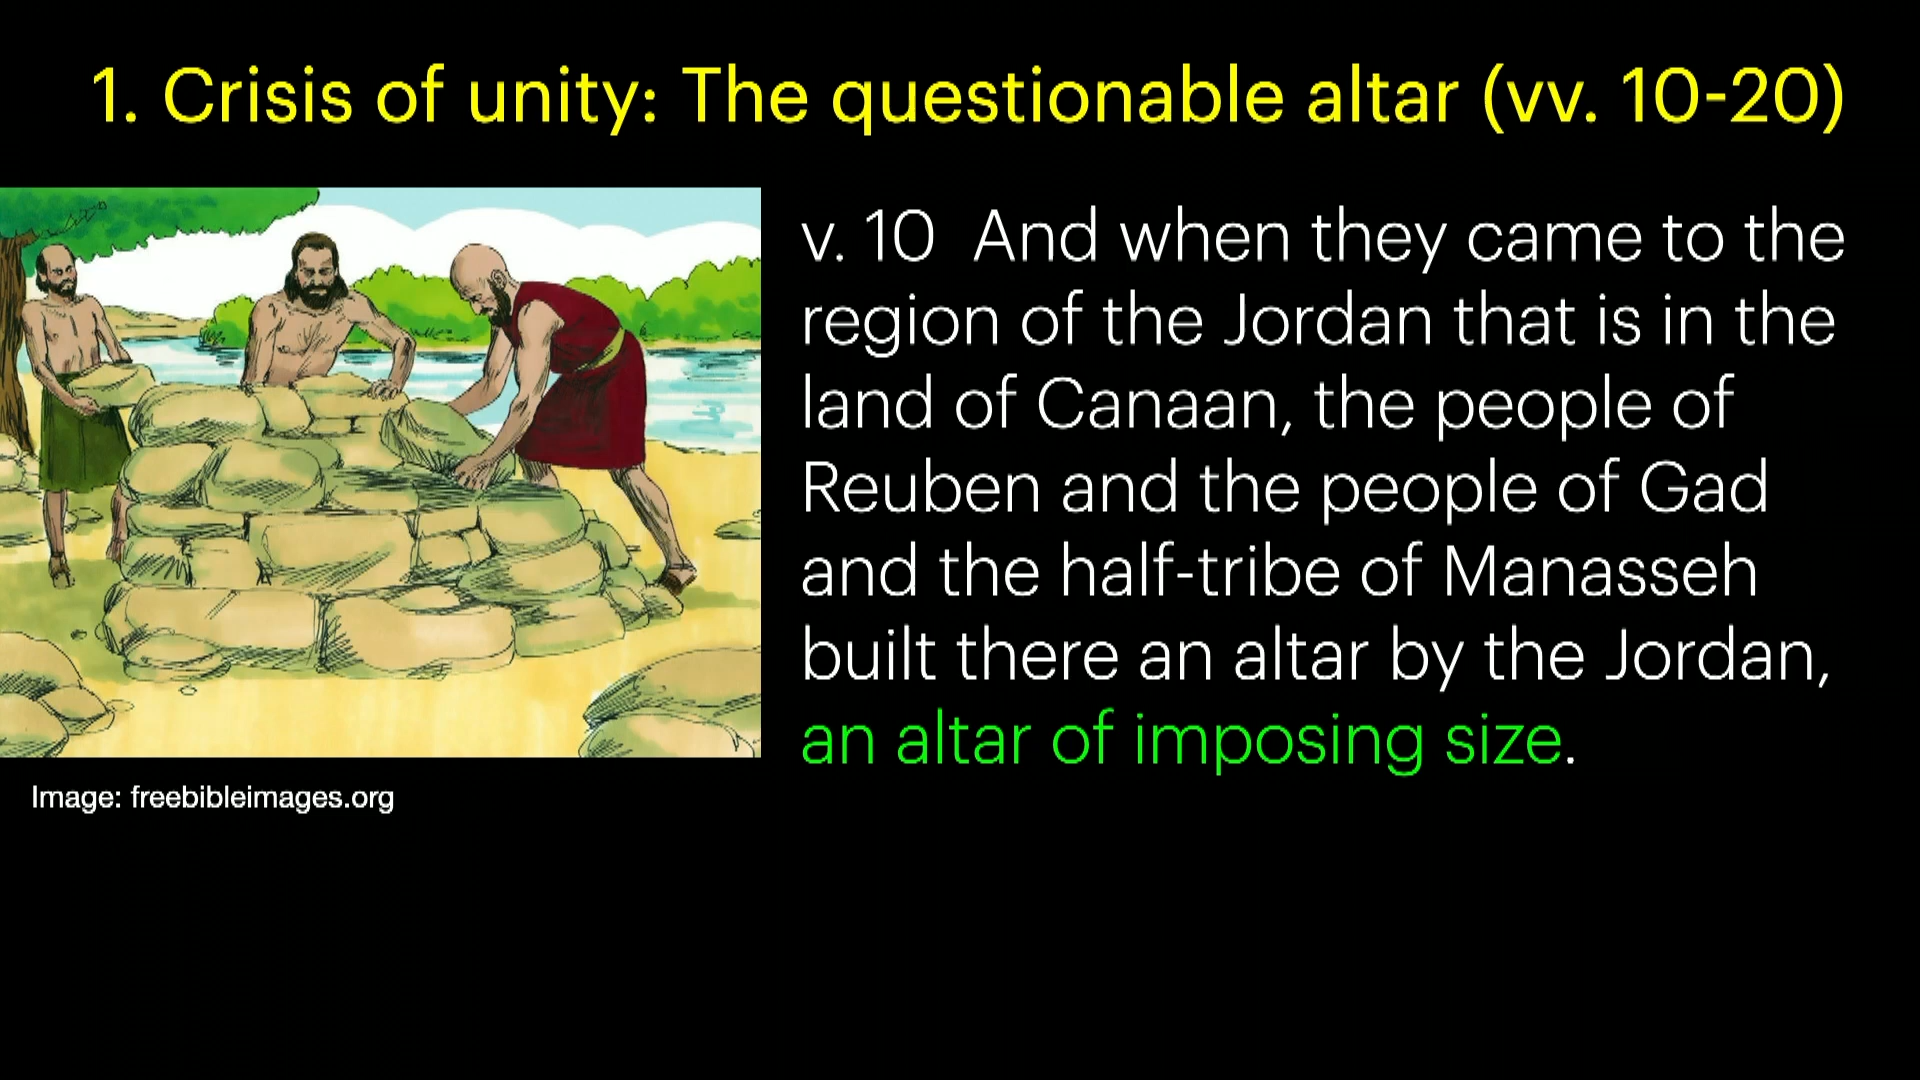 1. Crisis of unity: The questionable altar (vv. 10-20)
v. 10  And when they came to the
region of the Jordan that is in the
land of Canaan, the people of
Reuben and the people of Gad
and the half-tribe of Manasseh
built there an altar by the Jordan,
an altar of imposing size.
Image: freebibleimages.org